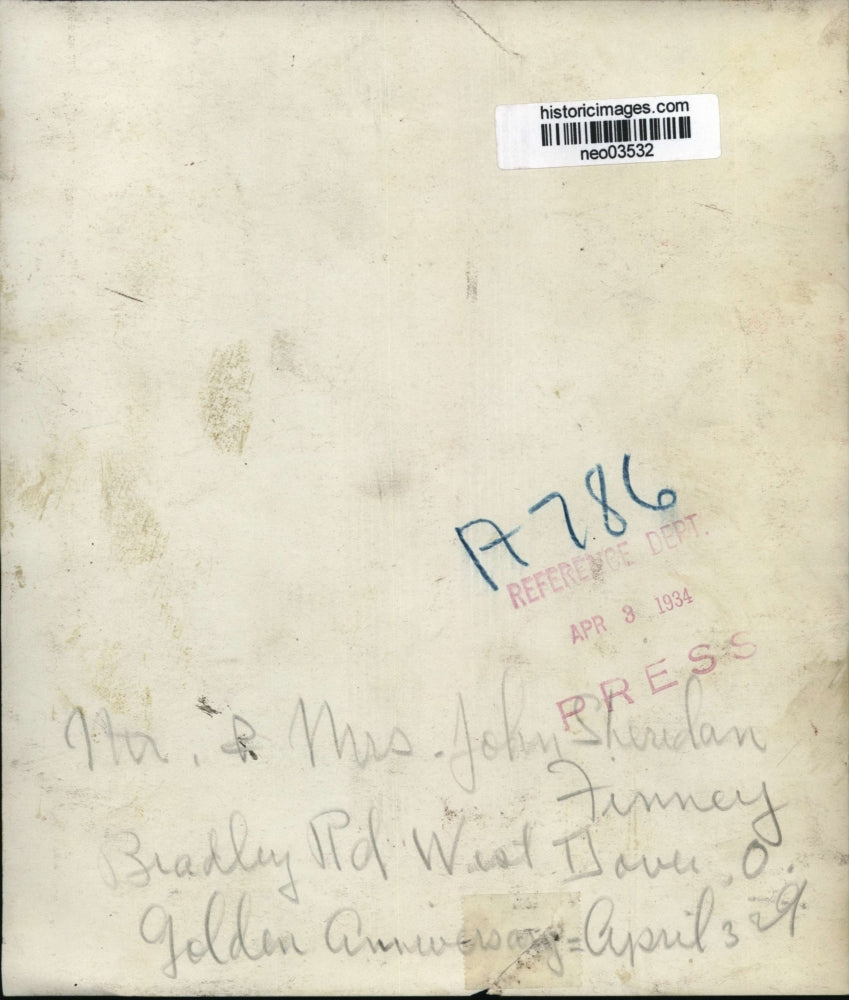 historicimages.com
neo03532
A786
REFERENCE DEPT.
APR 3 1934
PRESS
Mr. & Mrs. John Sheridan
Finney
Bradley Rd West Dover, O.
Golden Anniversary = April 3